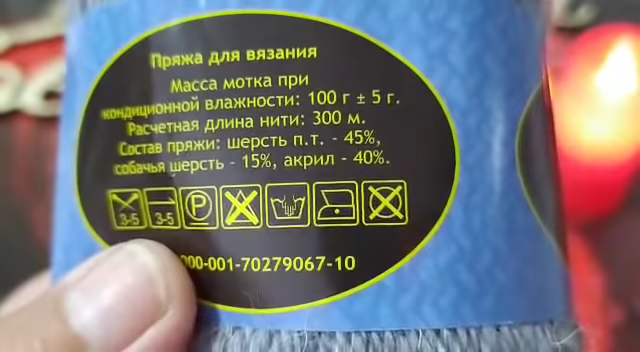 Пряжа для вязания
Масса мотка при
кондиционной влажности: 100 г ± 5 г.
Расчетная длина нити: 300 м.
Состав пряжи: шерсть п.т. - 45%,
собачья шерсть - 15%, акрил - 40%.
3-5 3-5 P
000-001-70279067-10